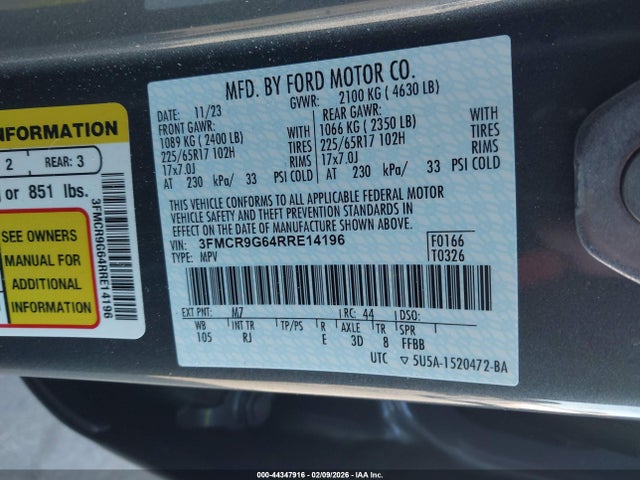 MFD. BY FORD MOTOR CO.
DATE: 11/23 GVWR: 2100 KG ( 4630 LB)
FRONT GAWR: REAR GAWR:
1089 KG ( 2400 LB) WITH 1066 KG ( 2350 LB) WITH
225/65R17 102H TIRES 225/65R17 102H TIRES
17x7.0J RIMS 17x7.0J RIMS
AT 230 kPa/ 33 PSI COLD AT 230 kPa/ 33 PSI COLD
THIS VEHICLE CONFORMS TO ALL APPLICABLE FEDERAL MOTOR
VEHICLE SAFETY AND THEFT PREVENTION STANDARDS IN
EFFECT ON THE DATE OF MANUFACTURE SHOWN ABOVE.
VIN: 3FMCR9G64RRE14196 F0166
TYPE: MPV T0326
EXT PNT: M7 RC: 44 DSO:
WB INT TR TP/PS R AXLE TR SPR
105 RJ E 3D 8 FFBB
UTC ▽5U5A-1520472-BA
INFORMATION
2 REAR: 3
or 851 lbs.
SEE OWNERS
MANUAL FOR
ADDITIONAL
INFORMATION
3FMCR9G64RRE14196
000-44347916 - 02/09/2026 - IAA Inc.